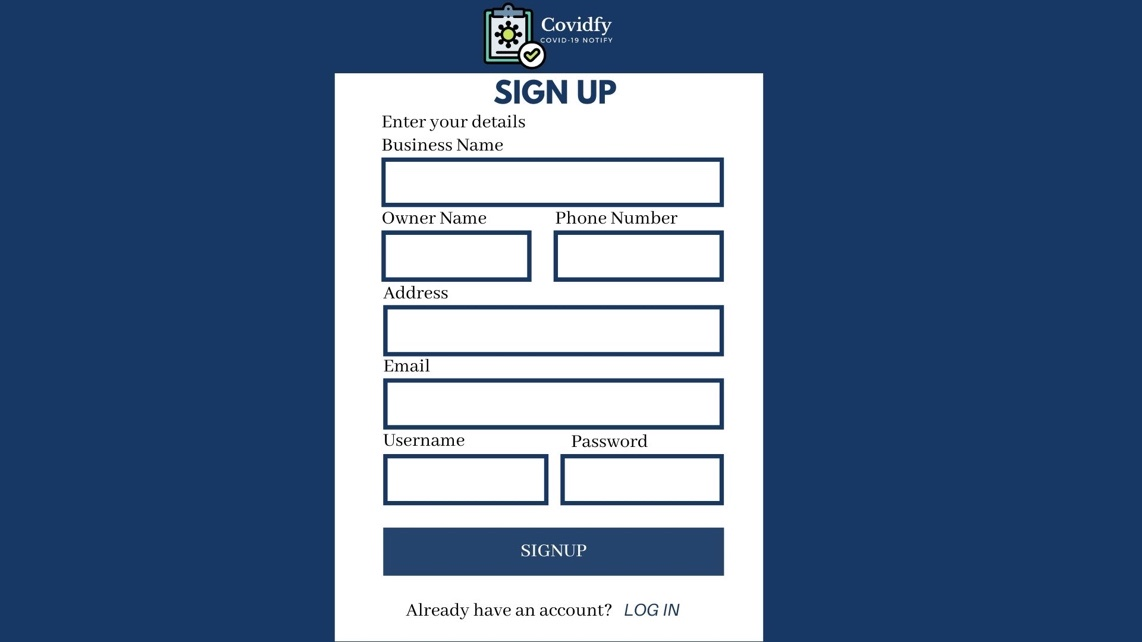 Covidfy
COVID-19 NOTIFY
SIGN UP
Enter your details
Business Name
Owner Name Phone Number
Address
Email
Username Password
SIGNUP
Already have an account? LOG IN